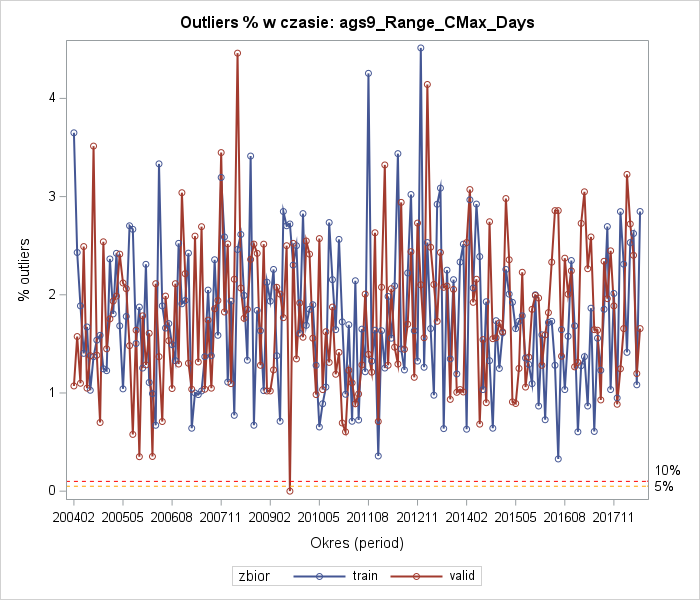 Outliers % w czasie: ags9_Range_CMax_Days
% outliers
4
3
2
1
0
10%
5%
200402 200505 200608 200711 200902 201005 201108 201211 201402 201505 201608 201711
Okres (period)
zbior train valid